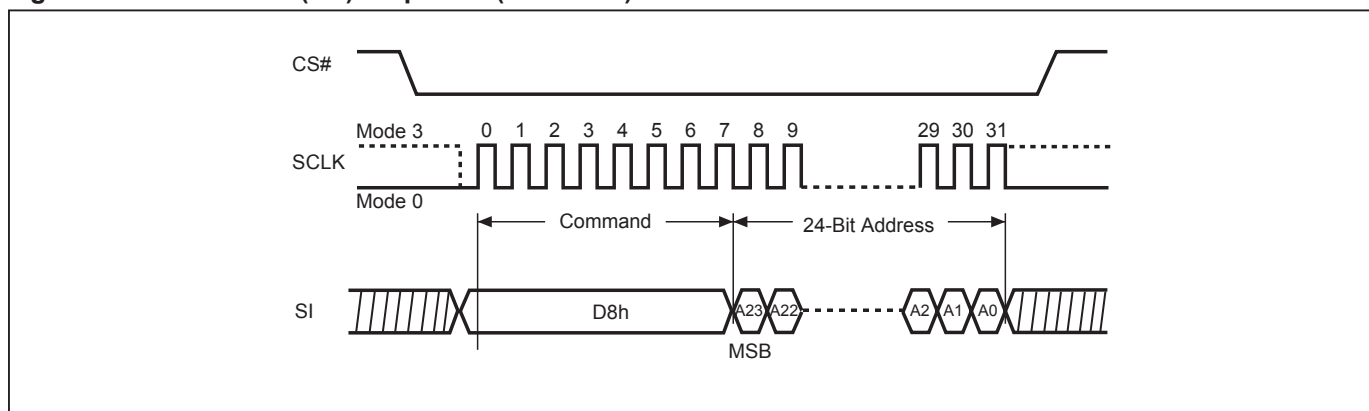 CS#
Mode 3
0 1 2 3 4 5 6 7 8 9 29 30 31
SCLK
Mode 0
Command
24-Bit Address
SI
D8h
A23 A22 A2 A1 A0
MSB